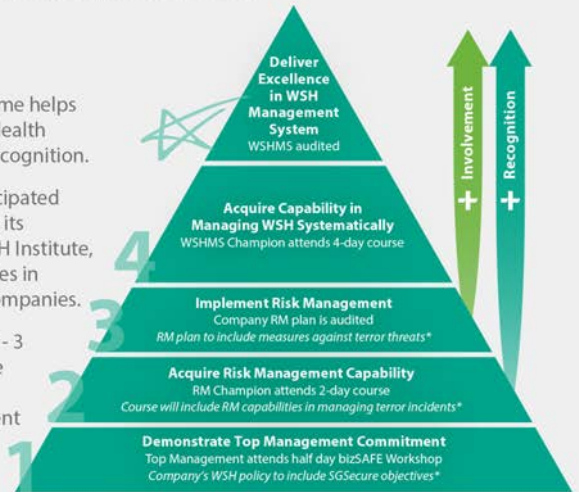 me helps
ealth
cognition.
cipated
its
H Institute,
es in
ompanies.
- 3
e
ent
Deliver
Excellence
in WSH
Management
System
WSHMS audited
4
Acquire Capability in
Managing WSH Systematically
WSHMS Champion attends 4-day course
3
Implement Risk Management
Company RM plan is audited
RM plan to include measures against terror threats*
2
Acquire Risk Management Capability
RM Champion attends 2-day course
Course will include RM capabilities in managing terror incidents*
1
Demonstrate Top Management Commitment
Top Management attends half day bizSAFE Workshop
Company's WSH policy to include SGSecure objectives*
+ Involvement
+ Recognition